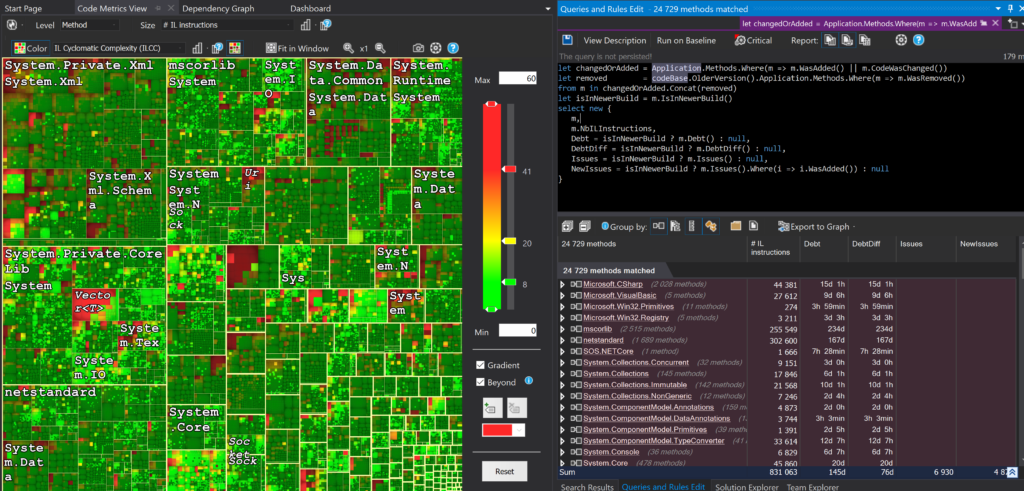 Start Page
Code Metrics View
Dependency Graph
Dashboard
Level Method
Size # IL Instructions
Color IL Cyclomatic Complexity (ILCC)
Fit in Window
x1
System.Private.Xml
System.Xml
System.Xml.Schema
mscorlib
System
System.IO
System.Data.Common
System.Data
System.Runtime
System
System
System.N
Sock
Uri
System.Data
System.Private.CoreLib
System
Vector<T>
System.Tex
System.IO
Sys
System.N
System
netstandard
System.Data
System.Core
Socket
Sock
Max 60
41
20
8
Min 0
Gradient
Beyond
Reset
Queries and Rules Edit - 24 729 methods matched
let changedOrAdded = Application.Methods.Where(m => m.WasAdd
View Description
Run on Baseline
Critical
Report:
The query is not persisted!
179 m
let changedOrAdded = Application.Methods.Where(m => m.WasAdded() || m.CodeWasChanged())
let removed = codeBase.OlderVersion().Application.Methods.Where(m => m.WasRemoved())
from m in changedOrAdded.Concat(removed)
let isInNewerBuild = m.IsInNewerBuild()
select new {
m,
m.NbILInstructions,
Debt = isInNewerBuild ? m.Debt() : null,
DebtDiff = isInNewerBuild ? m.DebtDiff() : null,
Issues = isInNewerBuild ? m.Issues() : null,
NewIssues = isInNewerBuild ? m.Issues().Where(i => i.WasAdded()) : null
}
Group by:
Export to Graph
24 729 methods
# IL instructions
Debt
DebtDiff
Issues
NewIssues
24 729 methods matched
Microsoft.CSharp (2 028 methods) 44 381 15d 1h 15d 1h
Microsoft.VisualBasic (5 methods) 27 612 9d 6h 9d 6h
Microsoft.Win32.Primitives (11 methods) 274 3h 59min 3h 59min
Microsoft.Win32.Registry (5 methods) 3 211 3d 3h 3d 3h
mscorlib (2 515 methods) 255 549 234d 234d
netstandard (1 689 methods) 302 600 167d 167d
SOS.NETCore (1 method) 1 666 7h 28min 7h 28min
System.Collections.Concurrent (32 methods) 9 151 3d 0h 3d 0h
System.Collections (145 methods) 17 846 6d 1h 6d 1h
System.Collections.Immutable (142 methods) 21 568 10d 1h 10d 1h
System.Collections.NonGeneric (12 methods) 7 246 2d 4h 2d 4h
System.ComponentModel.Annotations (159 m 4 873 2d 0h 2d 0h
System.ComponentModel.DataAnnotations (1 3 744 3h 3min 3h 3min
System.ComponentModel.Primitives (39 meth 1 391 2d 5h 2d 5h
System.ComponentModel.TypeConverter (41 33 614 12d 7h 12d 7h
System.Console (36 methods) 6 829 6d 7h 6d 7h
System.Core (478 methods) 45 860 20d 20d
Sum 831 063 145d 76d 6 930 4 8
Search Results
Queries and Rules Edit
Solution Explorer
Team Explorer